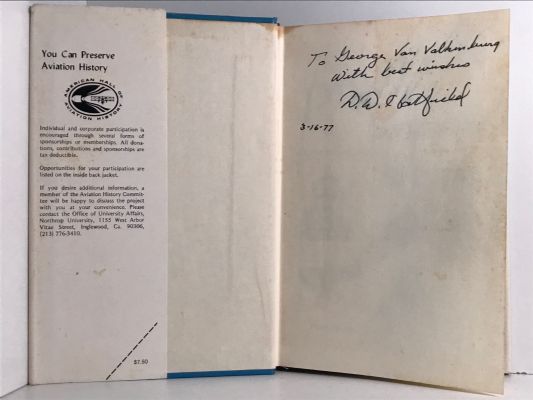 You Can Preserve
Aviation History
AMERICAN HALL OF
AVIATION HISTORY
Individual and corporate participation is
encouraged through several forms of
sponsorships or memberships. All dona-
tions, contributions and sponsorships are
tax deductible.
Opportunities for your participation are
listed on the inside back jacket.
If you desire additional information, a
member of the Aviation History Commit-
tee will be happy to discuss the project
with you at your convenience. Please
contact the Office of University Affairs,
Northrop University, 1155 West Arbor
Vitae Street, Inglewood, Ca. 90306,
(213) 776-5410.
$7.50
To George Van Valkenburg
With best wishes
D.D. Hatfield
3-16-77